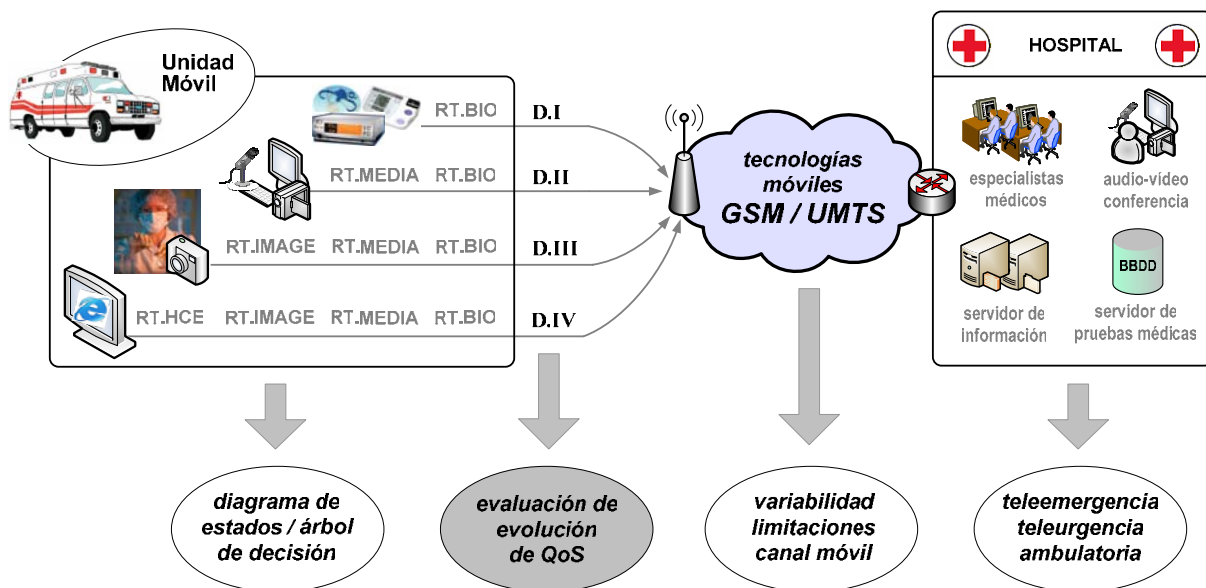 Unidad
Móvil
RT.BIO D.I
RT.MEDIA RT.BIO D.II
RT.IMAGE RT.MEDIA RT.BIO D.III
RT.HCE RT.IMAGE RT.MEDIA RT.BIO D.IV
tecnologías
móviles
GSM / UMTS
HOSPITAL
especialistas
médicos
audio-vídeo
conferencia
servidor de
información
BBDD
servidor de
pruebas médicas
diagrama de
estados / árbol
de decisión
evaluación de
evolución
de QoS
variabilidad
limitaciones
canal móvil
teleemergencia
teleurgencia
ambulatoria